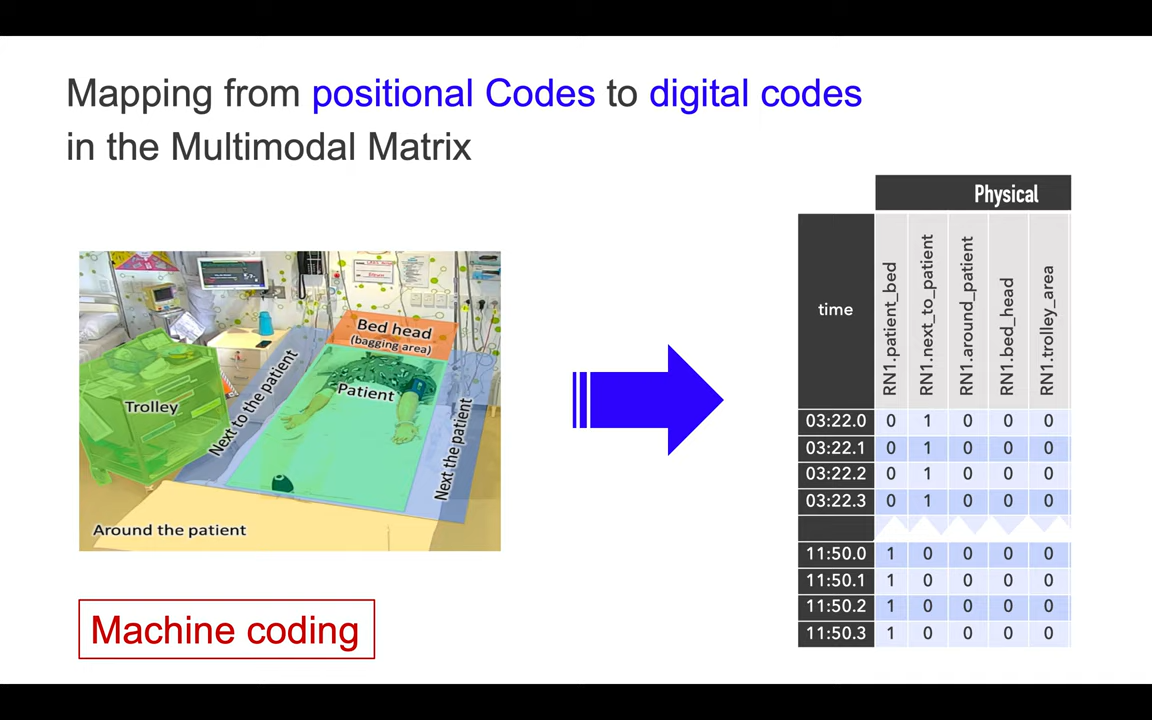 Mapping from positional Codes to digital codes
in the Multimodal Matrix
Bed head
(bagging area)
Patient
Trolley
Next to the patient
Next the patient
Around the patient
Machine coding
Physical
time RN1.patient_bed RN1.next_to_patient RN1.around_patient RN1.bed_head RN1.trolley_area
03:22.0 0 1 0 0 0
03:22.1 0 1 0 0 0
03:22.2 0 1 0 0 0
03:22.3 0 1 0 0 0
11:50.0 1 0 0 0 0
11:50.1 1 0 0 0 0
11:50.2 1 0 0 0 0
11:50.3 1 0 0 0 0